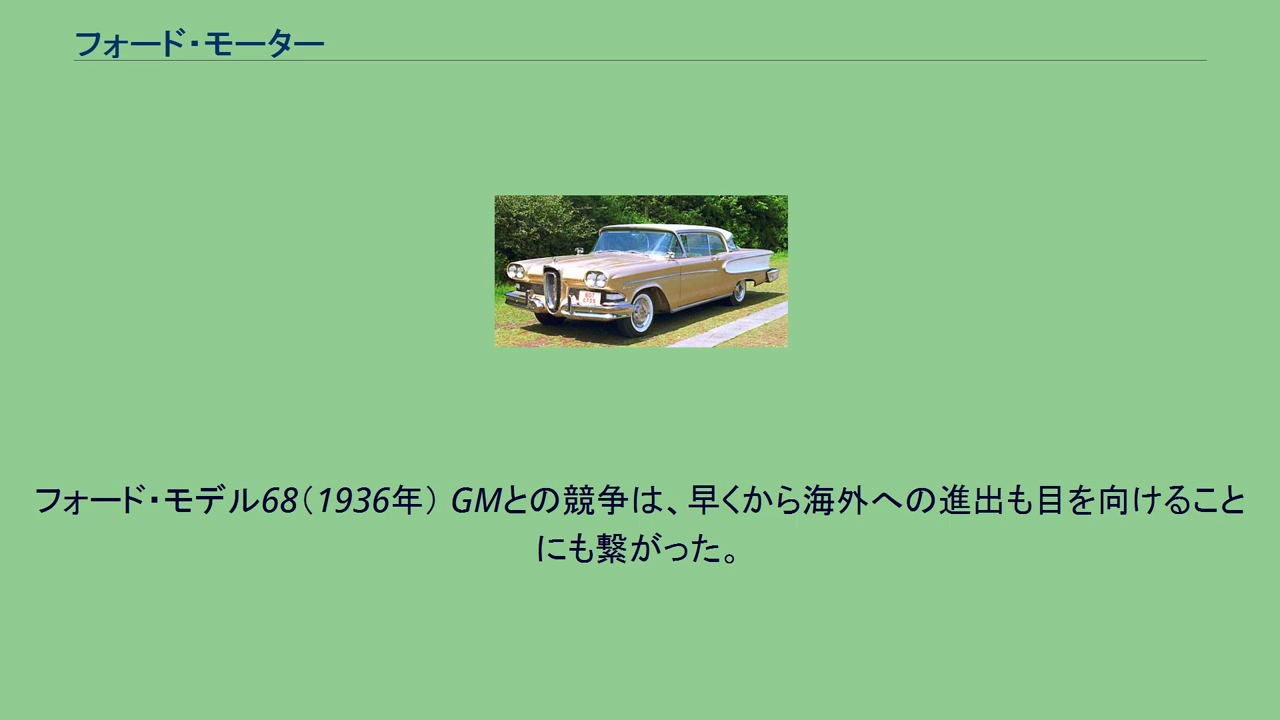 フォード・モーター
フォード・モデル68（1936年） GMとの競争は、早くから海外への進出も目を向けること
にも繋がった。